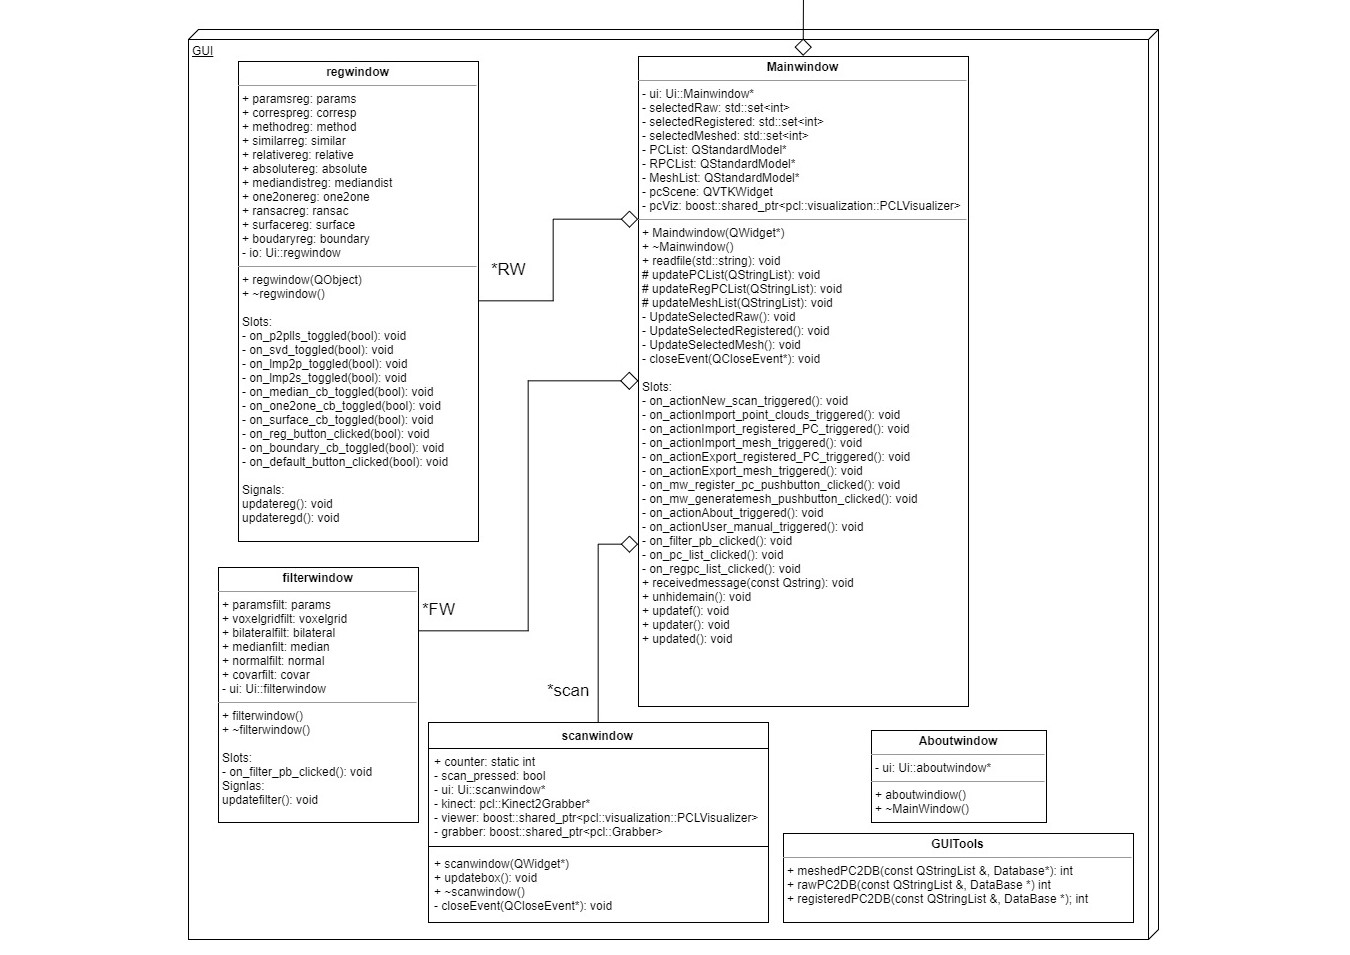 GUI
regwindow
+ paramsreg: params
+ correspreg: corresp
+ methodreg: method
+ similarreg: similar
+ relativereg: relative
+ absolutereg: absolute
+ mediandistreg: mediandist
+ one2onereg: one2one
+ ransacreg: ransac
+ surfacereg: surface
+ boudaryreg: boundary
- io: Ui::regwindow
+ regwindow(QObject)
+ ~regwindow()
Slots:
- on_p2plls_toggled(bool): void
- on_svd_toggled(bool): void
- on_lmp2p_toggled(bool): void
- on_lmp2s_toggled(bool): void
- on_median_cb_toggled(bool): void
- on_one2one_cb_toggled(bool): void
- on_surface_cb_toggled(bool): void
- on_reg_button_clicked(bool): void
- on_boundary_cb_toggled(bool): void
- on_default_button_clicked(bool): void
Signals:
updatereg(): void
updateregd(): void
*RW
Mainwindow
- ui: Ui::Mainwindow*
- selectedRaw: std::set<int>
- selectedRegistered: std::set<int>
- selectedMeshed: std::set<int>
- PCList: QStandardModel*
- RPCList: QStandardModel*
- MeshList: QStandardModel*
- pcScene: QVTKWidget
- pcViz: boost::shared_ptr<pcl::visualization::PCLVisualizer>
+ Maindwindow(QWidget*)
+ ~Mainwindow()
+ readfile(std::string): void
# updatePCList(QStringList): void
# updateRegPCList(QStringList): void
# updateMeshList(QStringList): void
- UpdateSelectedRaw(): void
- UpdateSelectedRegistered(): void
- UpdateSelectedMesh(): void
- closeEvent(QCloseEvent*): void
Slots:
- on_actionNew_scan_triggered(): void
- on_actionImport_point_clouds_triggered(): void
- on_actionImport_registered_PC_triggered(): void
- on_actionImport_mesh_triggered(): void
- on_actionExport_registered_PC_triggered(): void
- on_actionExport_mesh_triggered(): void
- on_mw_register_pc_pushbutton_clicked(): void
- on_mw_generatemesh_pushbutton_clicked(): void
- on_actionAbout_triggered(): void
- on_actionUser_manual_triggered(): void
- on_filter_pb_clicked(): void
- on_pc_list_clicked(): void
- on_regpc_list_clicked(): void
+ receivedmessage(const Qstring): void
+ unhidemain(): void
+ updatef(): void
+ updater(): void
+ updated(): void
filterwindow
+ paramsfilt: params
+ voxelgridfilt: voxelgrid
+ bilateralfilt: bilateral
+ medianfilt: median
+ normalfilt: normal
+ covarfilt: covar
- ui: Ui::filterwindow
+ filterwindow()
+ ~filterwindow()
Slots:
- on_filter_pb_clicked(): void
Signlas:
updatefilter(): void
*FW
*scan
scanwindow
+ counter: static int
- scan_pressed: bool
- ui: Ui::scanwindow*
- kinect: pcl::Kinect2Grabber*
- viewer: boost::shared_ptr<pcl::visualization::PCLVisualizer>
- grabber: boost::shared_ptr<pcl::Grabber>
+ scanwindow(QWidget*)
+ updatebox(): void
+ ~scanwindow()
- closeEvent(QCloseEvent*): void
Aboutwindow
- ui: Ui::aboutwindow*
+ aboutwindiow()
+ ~MainWindow()
GUITools
+ meshedPC2DB(const QStringList &, Database*): int
+ rawPC2DB(const QStringList &, DataBase *) int
+ registeredPC2DB(const QStringList &, DataBase *); int